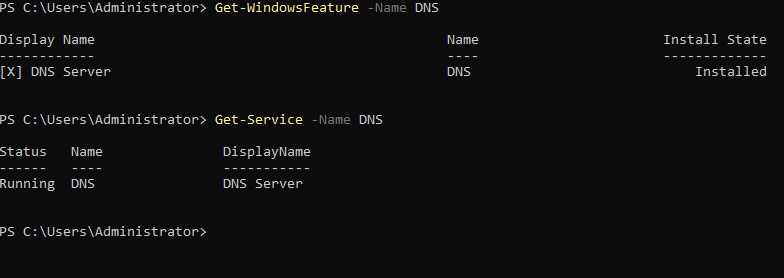 PS C:\Users\Administrator> Get-WindowsFeature -Name DNS
Display Name Name Install State
------------ ---- -------------
[X] DNS Server DNS Installed
PS C:\Users\Administrator> Get-Service -Name DNS
Status Name DisplayName
------ ---- -----------
Running DNS DNS Server
PS C:\Users\Administrator>